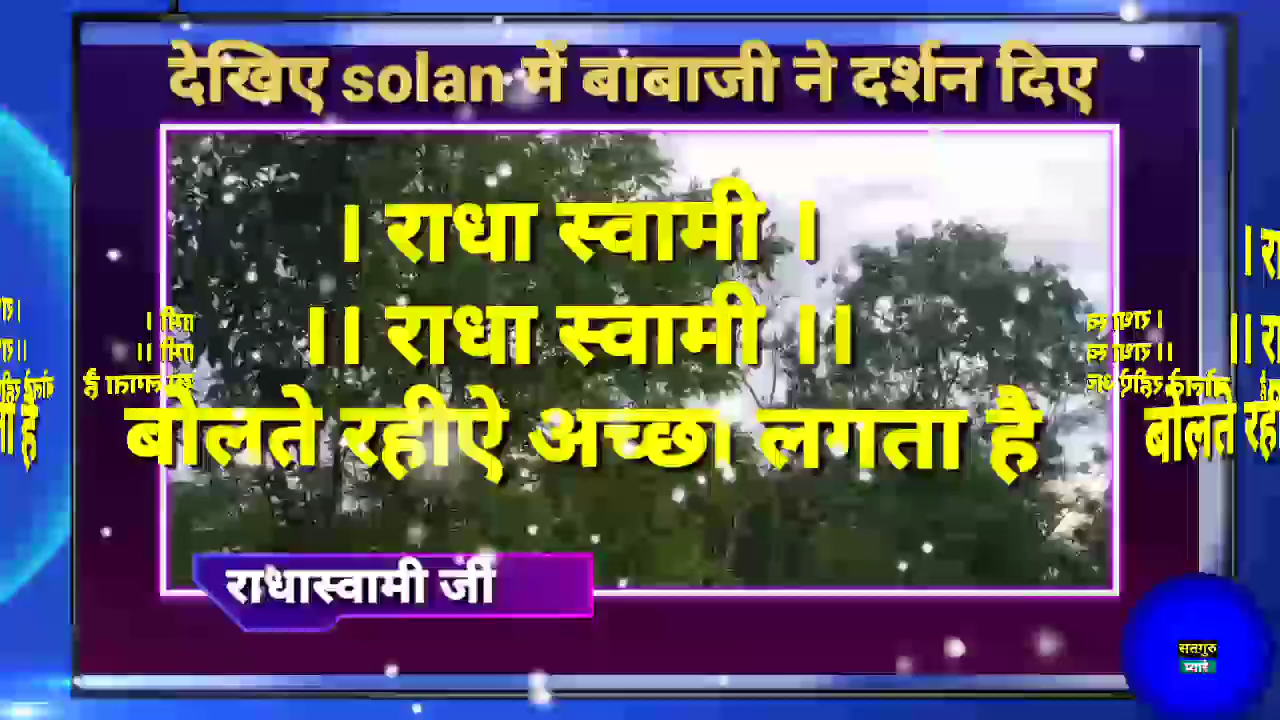 देखिए solan में बाबाजी ने दर्शन दिए
। राधा स्वामी ।
।। राधा स्वामी ।।
बोलते रहीऐ अच्छा लगता है
राधास्वामी जी
सतगुरु
प्यारे